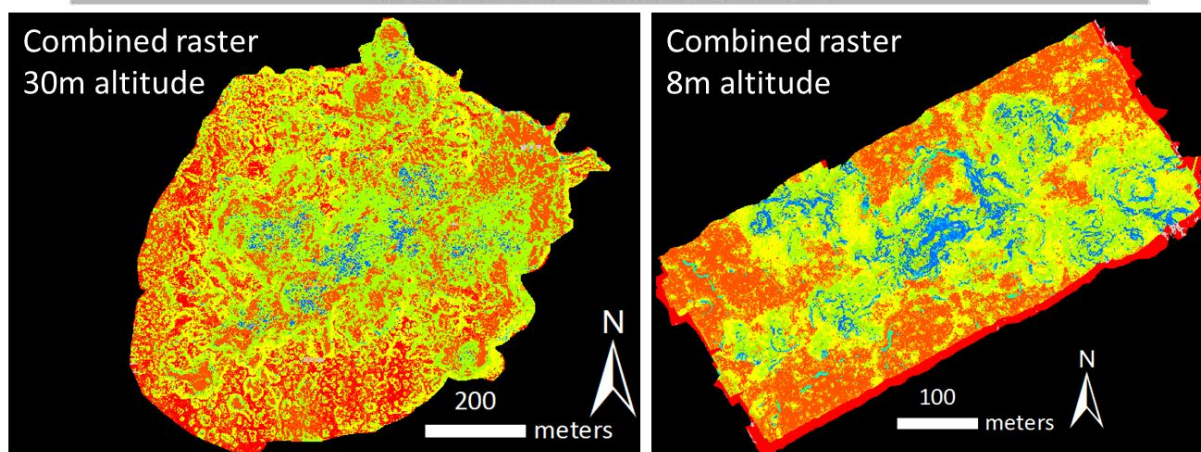 Combined raster
30m altitude
N
200
meters
Combined raster
8m altitude
N
100
meters